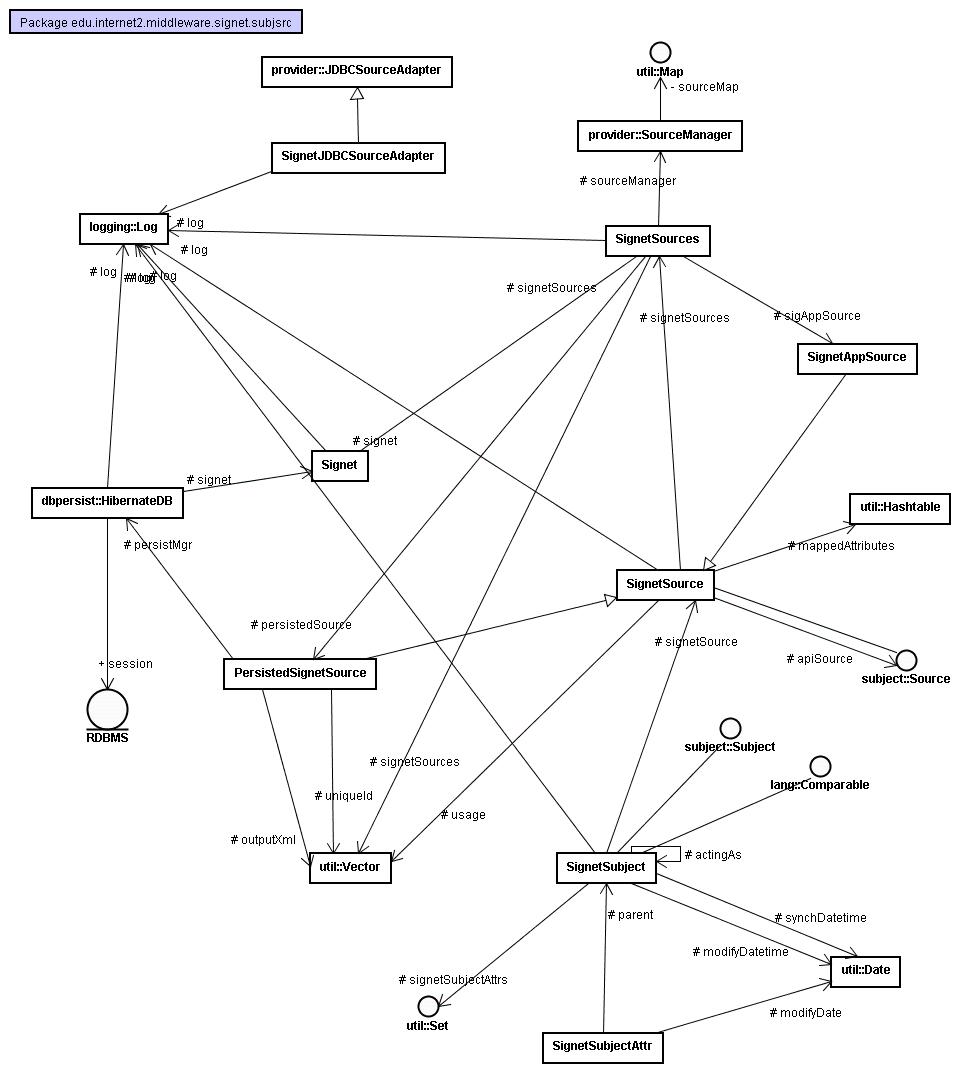 Package edu.internet2.middleware.signet.subjsrc
provider::JDBCSourceAdapter
util::Map
- sourceMap
provider::SourceManager
SignetJDBCSourceAdapter
# sourceManager
logging::Log
# log
SignetSources
# log
# log
# log
# log
# signetSources
# signetSources
# sigAppSource
SignetAppSource
# signet
Signet
# signet
dbpersist::HibernateDB
util::Hashtable
# persistMgr
# mappedAttributes
SignetSource
# persistedSource
# signetSource
+ session
# apiSource
PersistedSignetSource
subject::Source
RDBMS
subject::Subject
# signetSources
lang::Comparable
# uniqueId
# usage
# outputXml
# actingAs
util::Vector
SignetSubject
# parent
# synchDatetime
# modifyDatetime
util::Date
# signetSubjectAttrs
# modifyDate
util::Set
SignetSubjectAttr